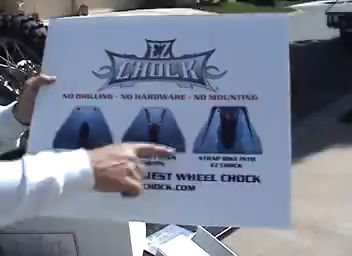 EZ
CHOCK
NO DRILLING - NO HARDWARE - NO MOUNTING
STRAP BIKE INTO
EZ CHOCK
WHEEL CHOCK
CHOCK.COM